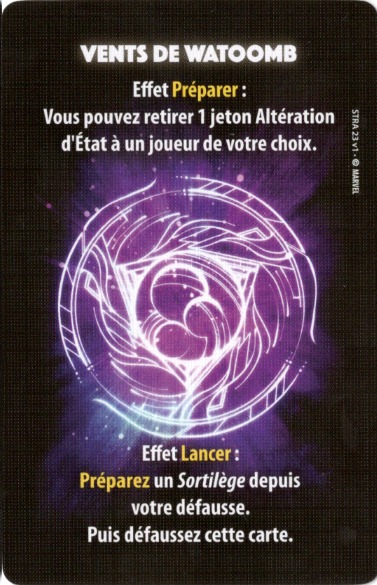 VENTS DE WATOOMB
Effet Préparer :
Vous pouvez retirer 1 jeton Altération
d'État à un joueur de votre choix.
STRA 23 v1 - © MARVEL
Effet Lancer :
Préparez un Sortilège depuis
votre défausse.
Puis défaussez cette carte.